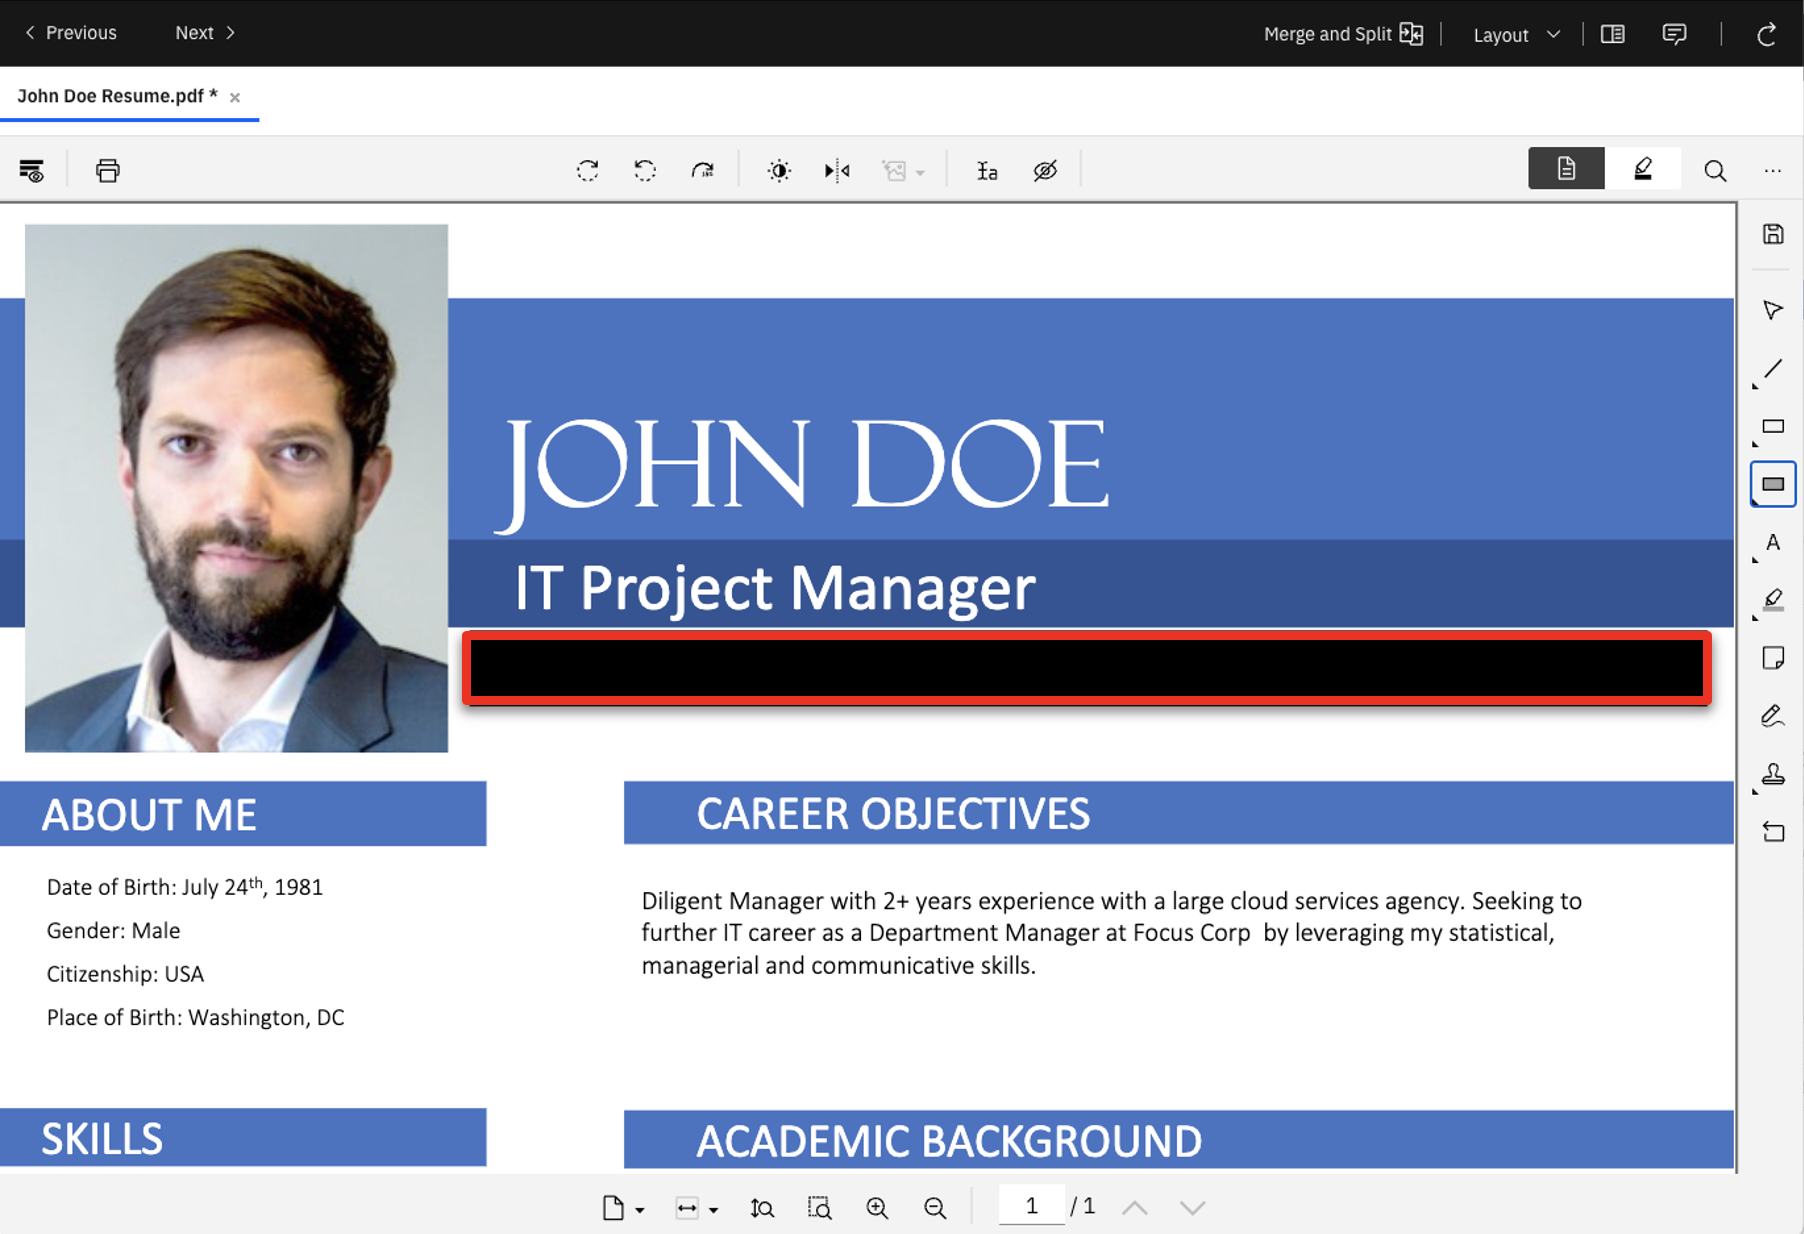 Previous
Next
Merge and Split
Layout
John Doe Resume.pdf *
JOHN DOE
IT Project Manager
ABOUT ME
Date of Birth: July 24th, 1981
Gender: Male
Citizenship: USA
Place of Birth: Washington, DC
CAREER OBJECTIVES
Diligent Manager with 2+ years experience with a large cloud services agency. Seeking to
further IT career as a Department Manager at Focus Corp by leveraging my statistical,
managerial and communicative skills.
SKILLS
ACADEMIC BACKGROUND
1 / 1